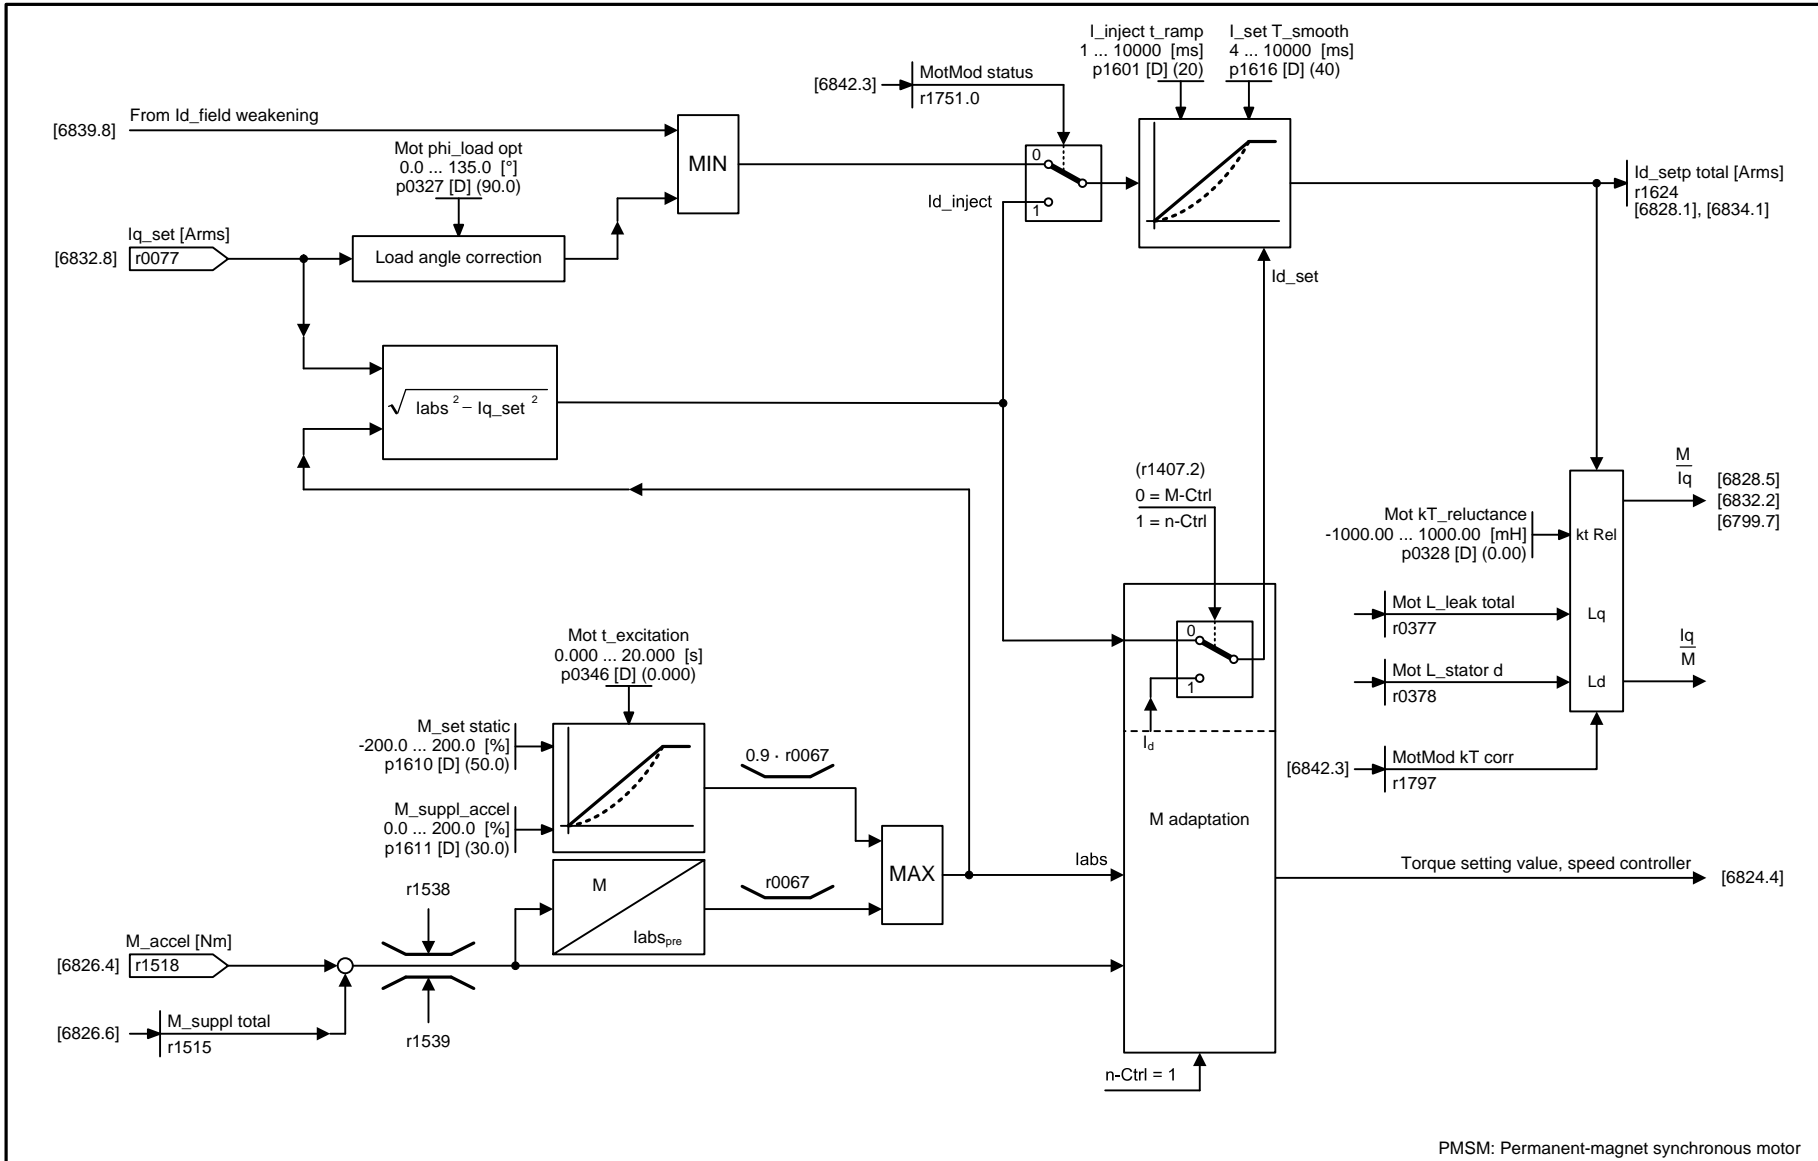 I_inject t_ramp
1 ... 10000 [ms]
p1601 [D] (20)
I_set T_smooth
4 ... 10000 [ms]
p1616 [D] (40)
[6842.3]
MotMod status
r1751.0
[6839.8]
From Id_field weakening
Mot phi_load opt
0.0 ... 135.0 [°]
p0327 [D] (90.0)
MIN
0
1
Id_inject
Id_setp total [Arms]
r1624
[6828.1], [6834.1]
Iq_set [Arms]
[6832.8]
r0077
Load angle correction
Id_set
√ Iabs ² – Iq_set ²
(r1407.2)
0 = M-Ctrl
1 = n-Ctrl
M
Iq
[6828.5]
[6832.2]
[6799.7]
Mot kT_reluctance
-1000.00 ... 1000.00 [mH]
p0328 [D] (0.00)
kt Rel
Mot L_leak total
r0377
Lq
Iq
M
Mot L_stator d
r0378
Ld
0
1
I_d
Mot t_excitation
0.000 ... 20.000 [s]
p0346 [D] (0.000)
M_set static
-200.0 ... 200.0 [%]
p1610 [D] (50.0)
0.9 · r0067
[6842.3]
MotMod kT corr
r1797
M_suppl_accel
0.0 ... 200.0 [%]
p1611 [D] (30.0)
M adaptation
MAX
Iabs
Torque setting value, speed controller
[6824.4]
r1538
M
Iabs_pre
r0067
M_accel [Nm]
[6826.4]
r1518
[6826.6]
M_suppl total
r1515
r1539
n-Ctrl = 1
PMSM: Permanent-magnet synchronous motor